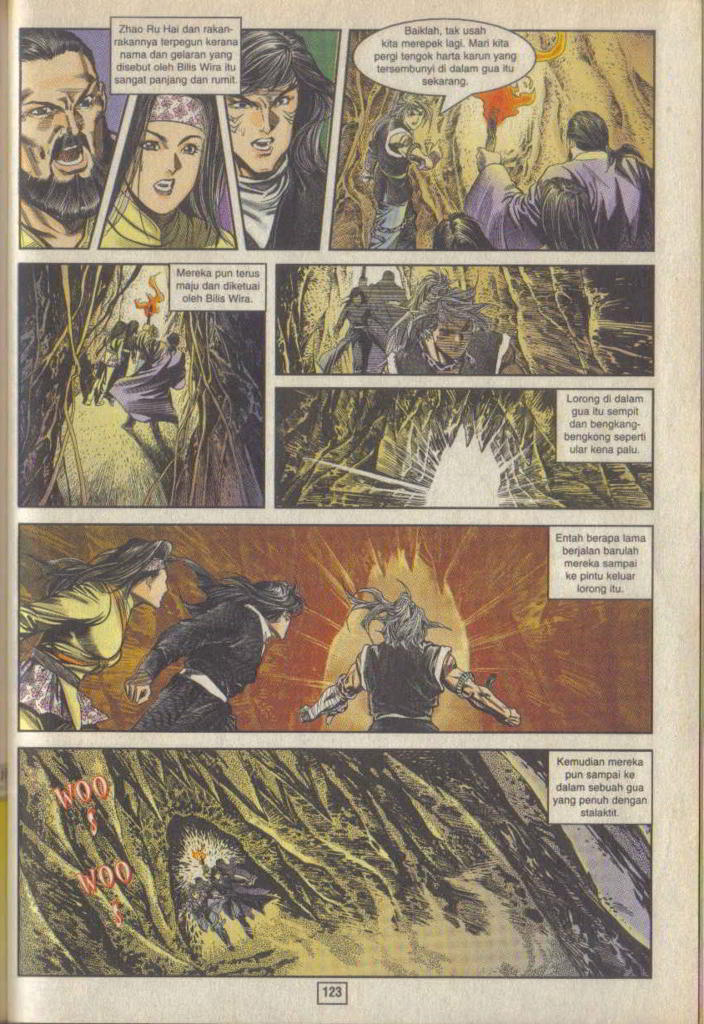 Zhao Ru Hai dan rakan-
rakannya terpegun kerana
nama dan gelaran yang
disebut oleh Bilis Wira itu
sangat panjang dan rumit.
Baiklah, tak usah
kita merepek lagi. Mari kita
pergi tengok harta karun yang
tersembunyi di dalam gua itu
sekarang.
Mereka pun terus
maju dan diketuai
oleh Bilis Wira.
Lorong di dalam
gua itu sempit
dan bengkang-
bengkong seperti
ular kena palu.
Entah berapa lama
berjalan barulah
mereka sampai
ke pintu keluar
lorong itu.
Kemudian mereka
pun sampai ke
dalam sebuah gua
yang penuh dengan
stalaktit.
WOO
WOO
123